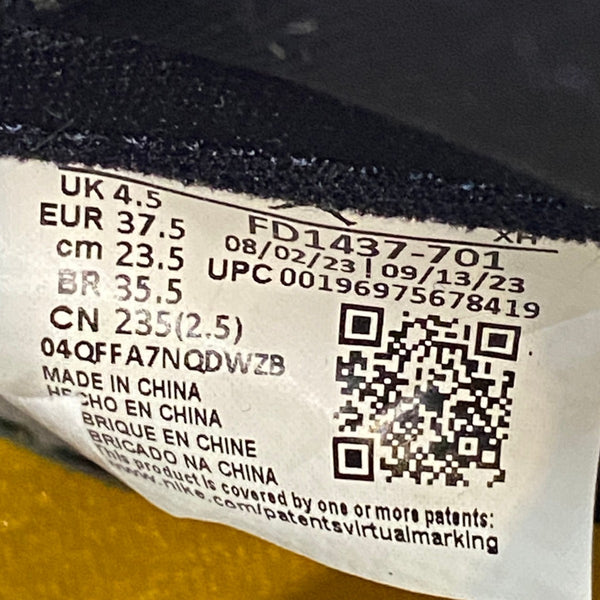 UK 4.5
EUR 37.5
cm 23.5
BR 35.5
CN 235(2.5)
04QFFA7NQDWZB
XH
FD1437-701
08/02/23 | 09/13/23
UPC 00196975678419
MADE IN CHINA
HECHO EN CHINA
BRIQUE EN CHINE
BRICADO NA CHINA
This product is covered by one or more patents:
www.nike.com/patentsvirtualmarking